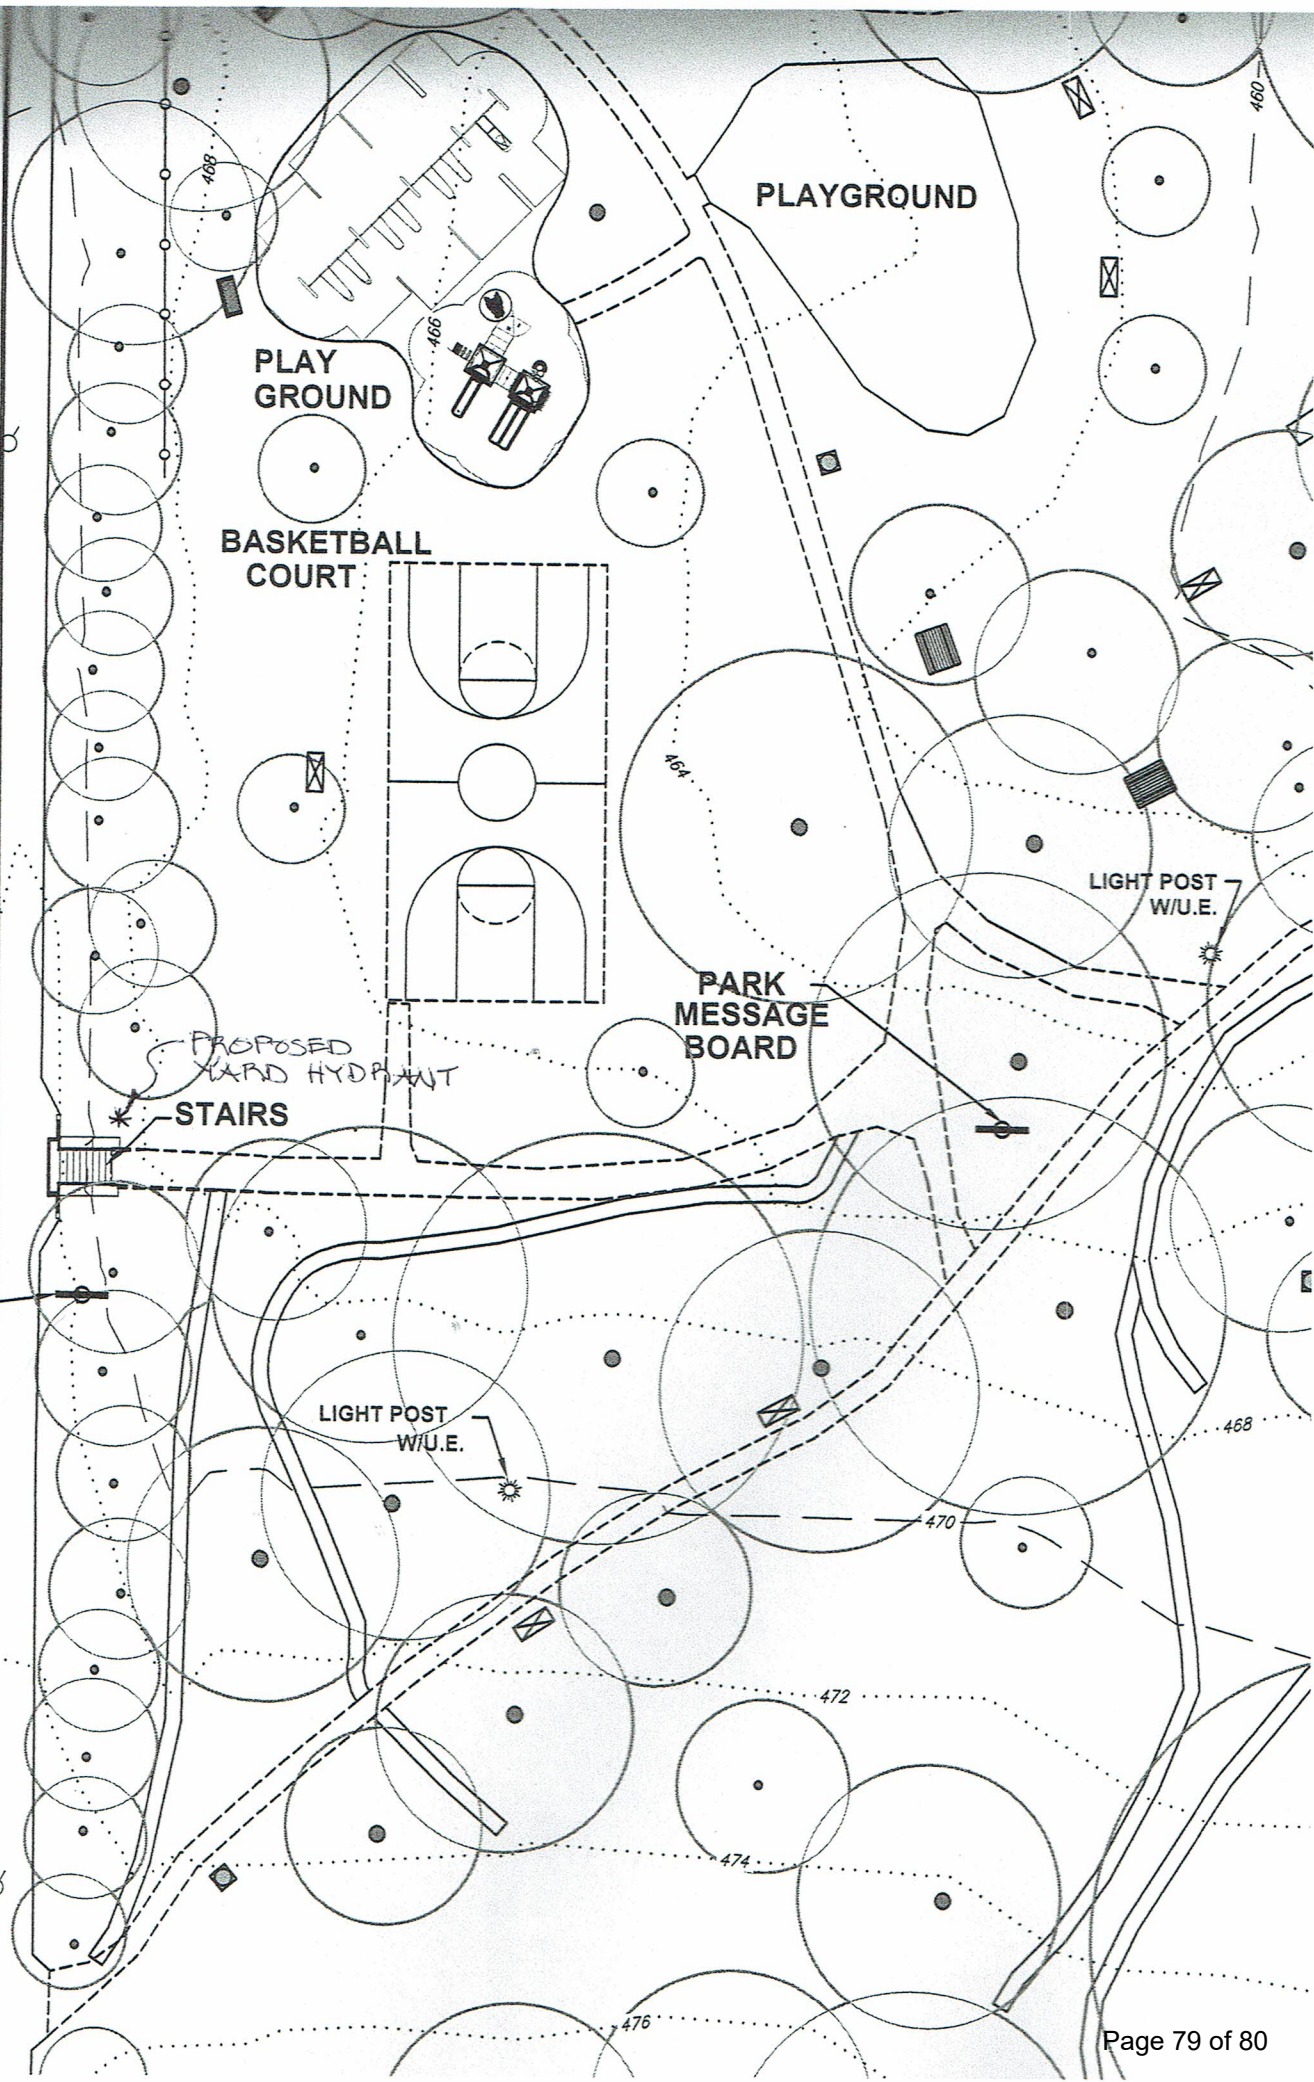 460
468
PLAYGROUND
466
PLAY
GROUND
BASKETBALL
COURT
464
LIGHT POST
W/U.E.
PARK
MESSAGE
BOARD
PROPOSED
YARD HYDRANT
STAIRS
LIGHT POST
W/U.E.
468
470
472
474
476
Page 79 of 80